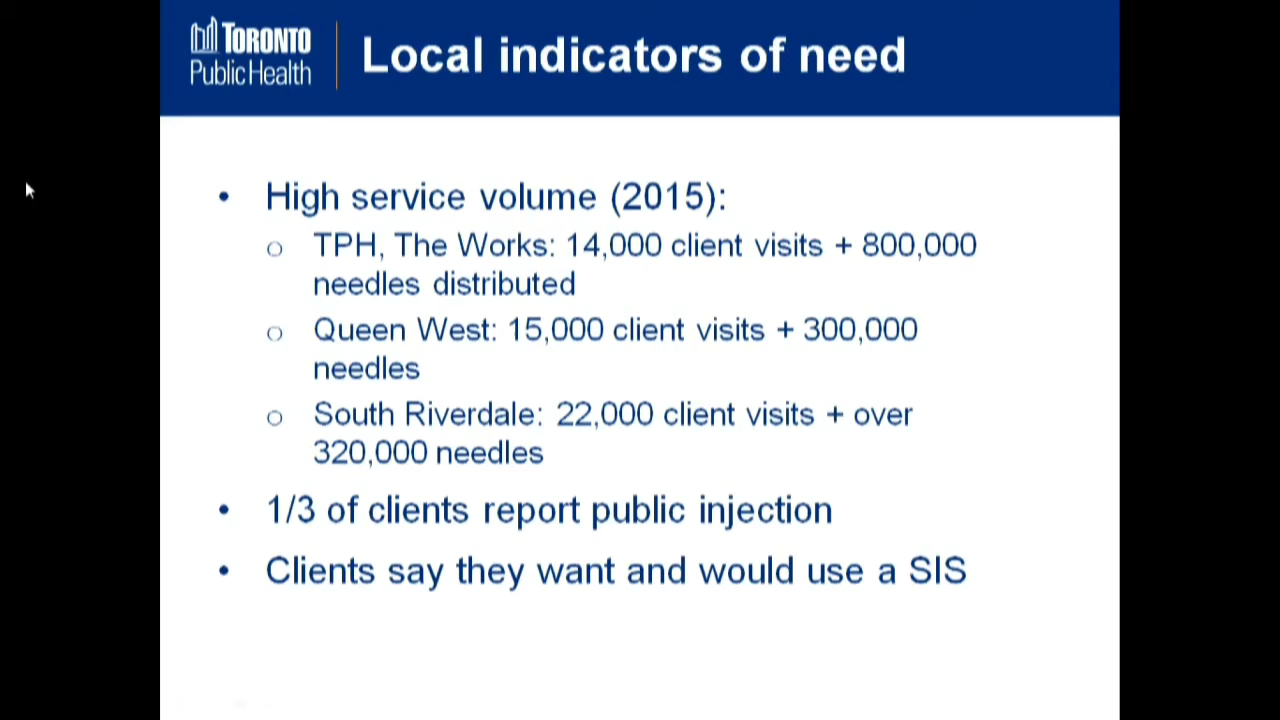 TORONTO
Public Health
Local indicators of need
• High service volume (2015):
o TPH, The Works: 14,000 client visits + 800,000
needles distributed
o Queen West: 15,000 client visits + 300,000
needles
o South Riverdale: 22,000 client visits + over
320,000 needles
• 1/3 of clients report public injection
• Clients say they want and would use a SIS